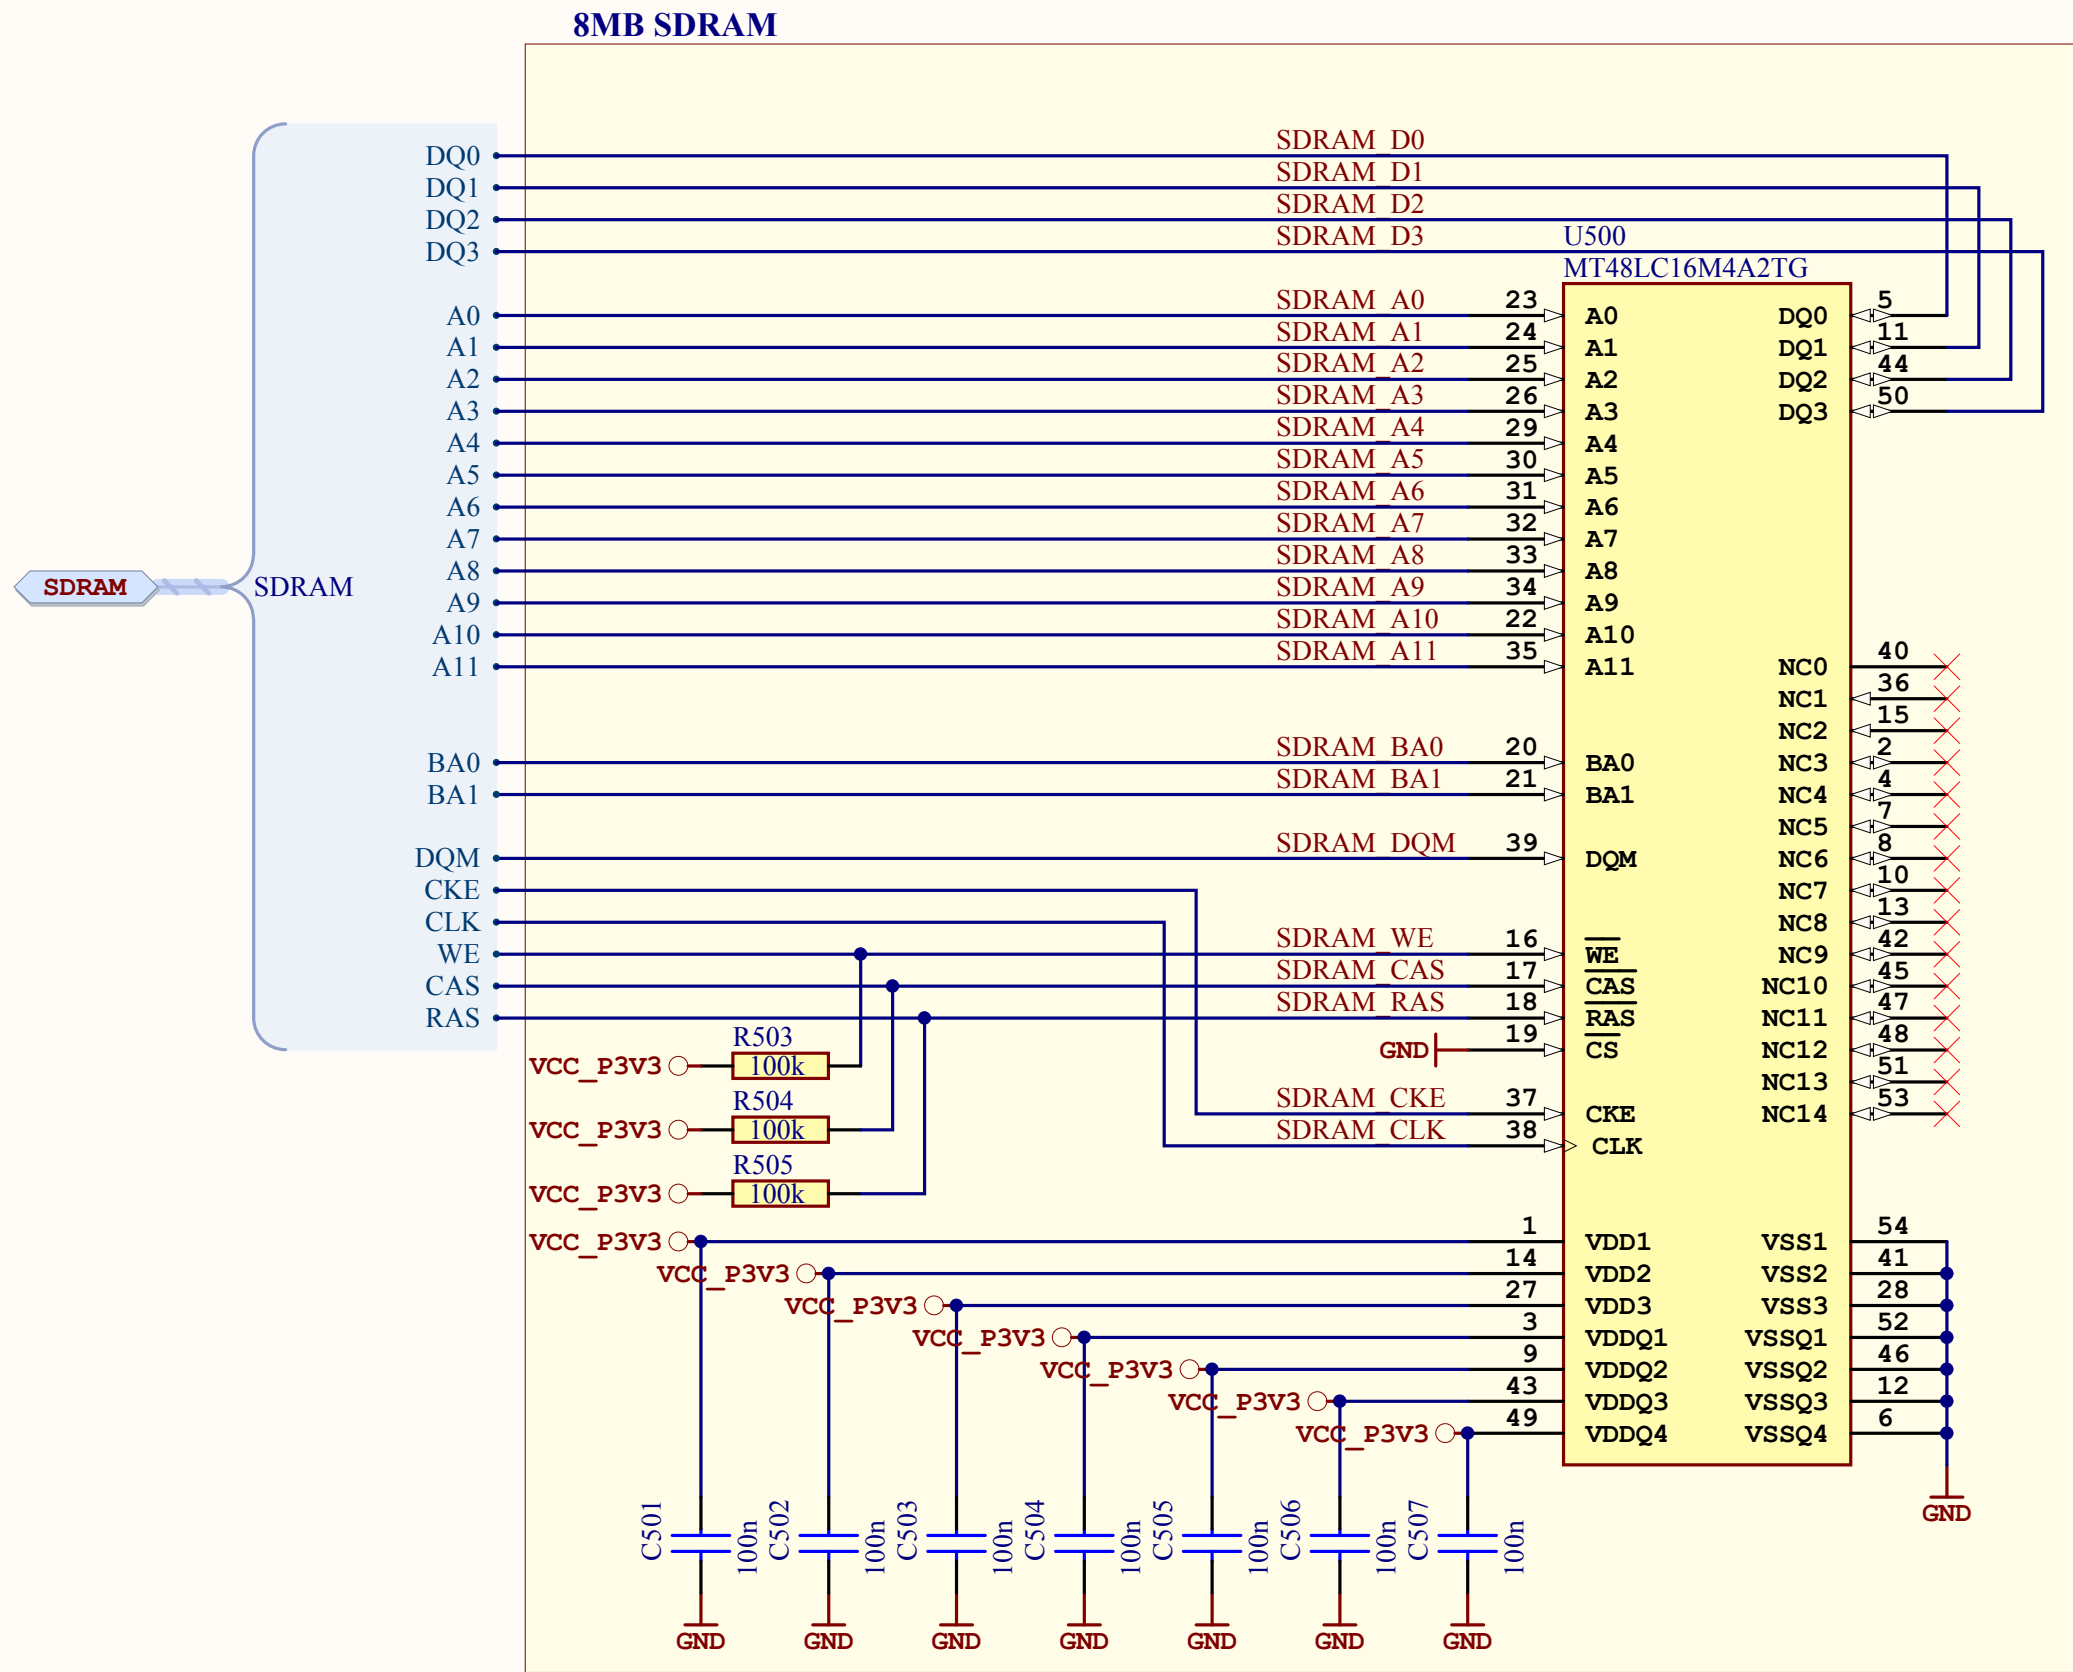 8MB SDRAM
DQ0 SDRAM_D0
DQ1 SDRAM_D1
DQ2 SDRAM_D2
DQ3 SDRAM_D3
U500
MT48LC16M4A2TG
A0 SDRAM_A0 23 A0 DQ0 5
A1 SDRAM_A1 24 A1 DQ1 11
A2 SDRAM_A2 25 A2 DQ2 44
A3 SDRAM_A3 26 A3 DQ3 50
A4 SDRAM_A4 29 A4
A5 SDRAM_A5 30 A5
A6 SDRAM_A6 31 A6
A7 SDRAM_A7 32 A7
A8 SDRAM_A8 33 A8
SDRAM SDRAM
A9 SDRAM_A9 34 A9
A10 SDRAM_A10 22 A10
A11 SDRAM_A11 35 A11 NC0 40
NC1 36
NC2 15
BA0 SDRAM_BA0 20 BA0 NC3 2
BA1 SDRAM_BA1 21 BA1 NC4 4
NC5 7
DQM SDRAM_DQM 39 DQM NC6 8
CKE NC7 10
CLK NC8 13
WE SDRAM_WE 16 WE NC9 42
CAS SDRAM_CAS 17 CAS NC10 45
RAS SDRAM_RAS 18 RAS NC11 47
R503
GND 19 CS NC12 48
VCC_P3V3 100k
NC13 51
R504
SDRAM_CKE 37 CKE NC14 53
VCC_P3V3 100k
SDRAM_CLK 38 CLK
R505
VCC_P3V3 100k
VCC_P3V3 1 VDD1 VSS1 54
VCC_P3V3 14 VDD2 VSS2 41
VCC_P3V3 27 VDD3 VSS3 28
VCC_P3V3 3 VDDQ1 VSSQ1 52
VCC_P3V3 9 VDDQ2 VSSQ2 46
VCC_P3V3 43 VDDQ3 VSSQ3 12
VCC_P3V3 49 VDDQ4 VSSQ4 6
GND
C501 100n C502 100n C503 100n C504 100n C505 100n C506 100n C507 100n
GND GND GND GND GND GND GND